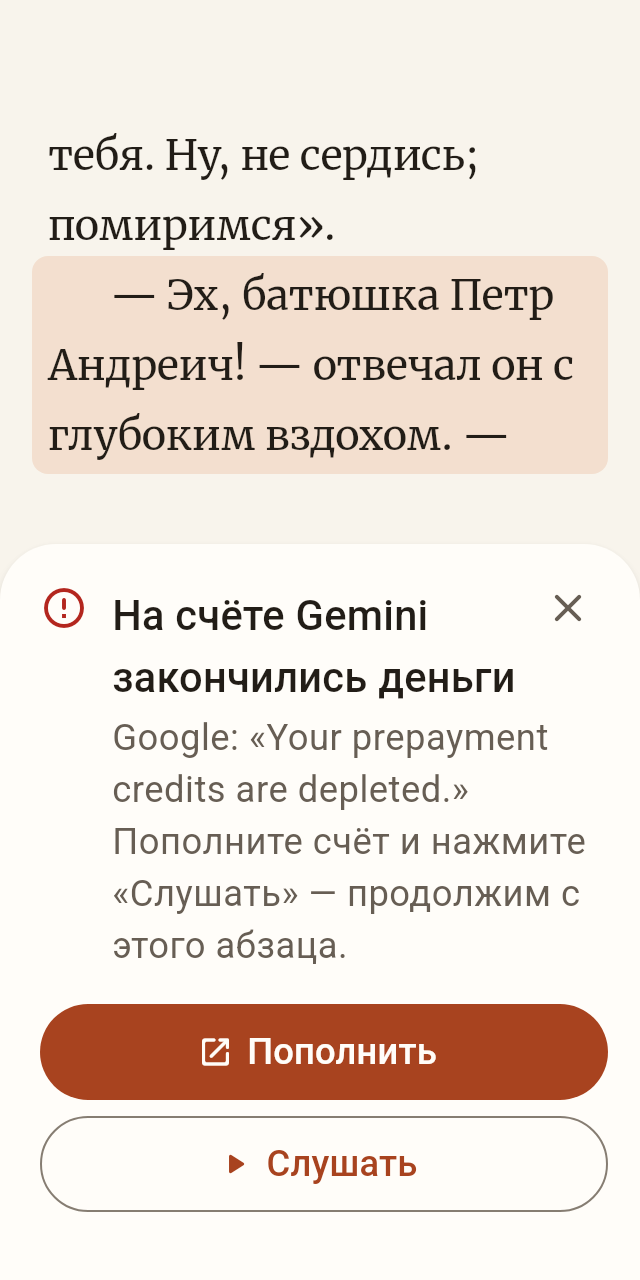 тебя. Ну, не сердись;
помиримся».
— Эх, батюшка Петр
Андреич! — отвечал он с
глубоким вздохом. —
На счёте Gemini
закончились деньги
Google: «Your prepayment
credits are depleted.»
Пополните счёт и нажмите
«Слушать» — продолжим с
этого абзаца.
Пополнить
Слушать